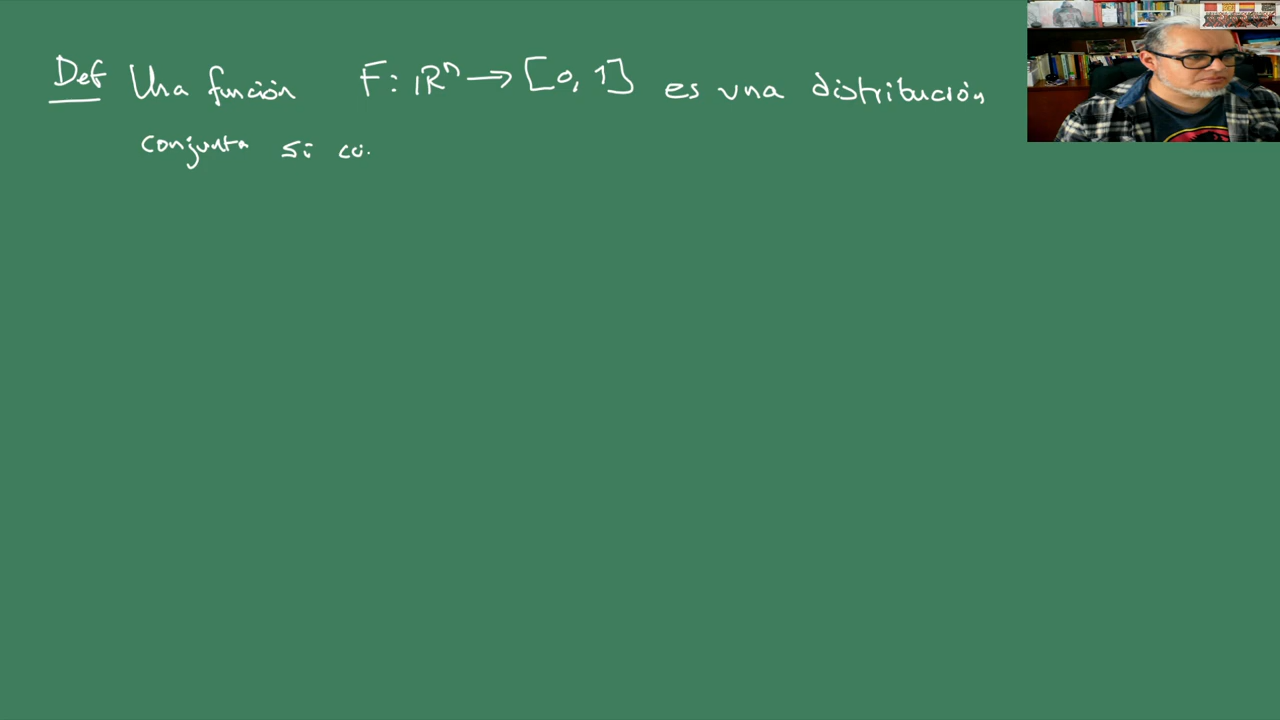 Def Una función F: ℝⁿ → [0, 1] es una distribución
conjunta si